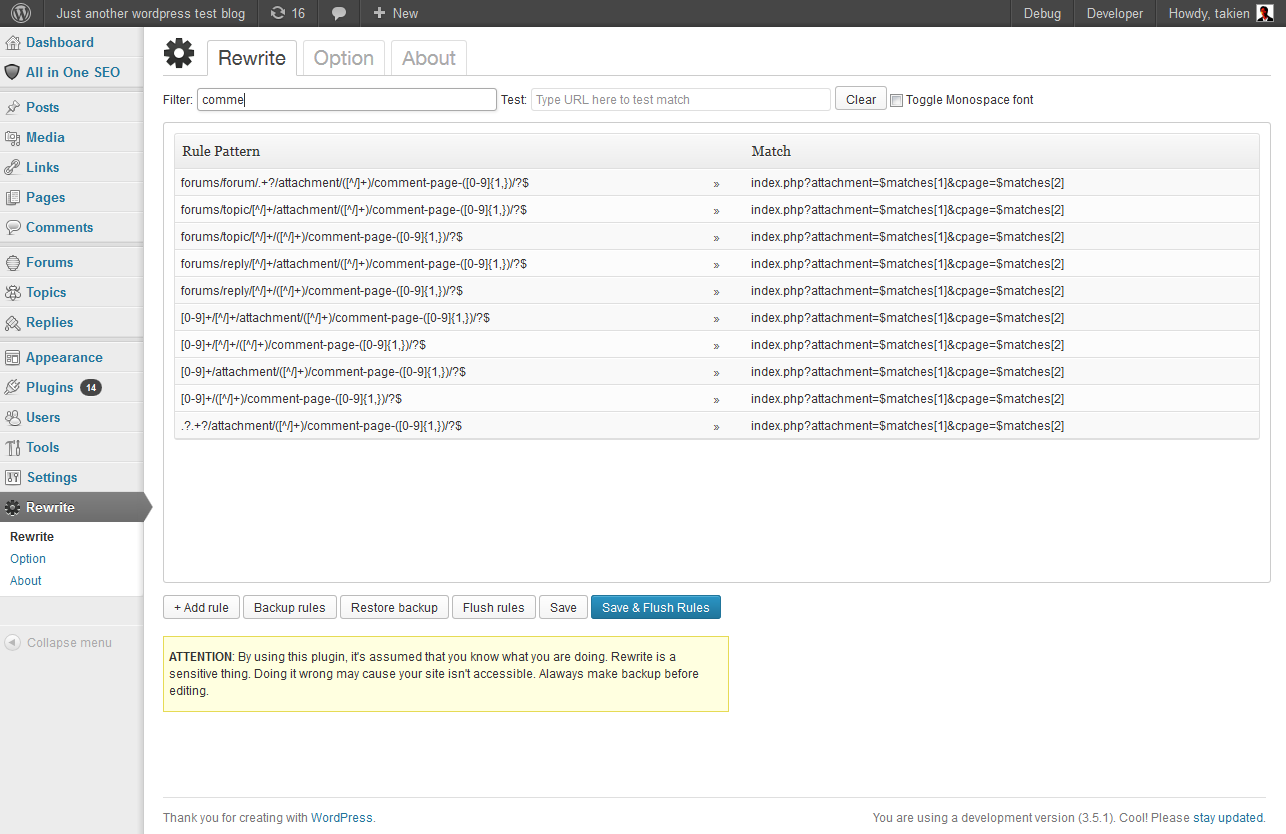 Just another wordpress test blog 16 + New Debug Developer Howdy, takien
Dashboard
All in One SEO
Posts
Media
Links
Pages
Comments
Forums
Topics
Replies
Appearance
Plugins 14
Users
Tools
Settings
Rewrite
Rewrite
Option
About
Collapse menu
Rewrite Option About
Filter: comme Test: Type URL here to test match Clear Toggle Monospace font
Rule Pattern Match
forums/forum/.+?/attachment/([^/]+)/comment-page-([0-9]{1,})/?$ » index.php?attachment=$matches[1]&cpage=$matches[2]
forums/topic/[^/]+/attachment/([^/]+)/comment-page-([0-9]{1,})/?$ » index.php?attachment=$matches[1]&cpage=$matches[2]
forums/topic/[^/]+/([^/]+)/comment-page-([0-9]{1,})/?$ » index.php?attachment=$matches[1]&cpage=$matches[2]
forums/reply/[^/]+/attachment/([^/]+)/comment-page-([0-9]{1,})/?$ » index.php?attachment=$matches[1]&cpage=$matches[2]
forums/reply/[^/]+/([^/]+)/comment-page-([0-9]{1,})/?$ » index.php?attachment=$matches[1]&cpage=$matches[2]
[0-9]+/[^/]+/attachment/([^/]+)/comment-page-([0-9]{1,})/?$ » index.php?attachment=$matches[1]&cpage=$matches[2]
[0-9]+/[^/]+/([^/]+)/comment-page-([0-9]{1,})/?$ » index.php?attachment=$matches[1]&cpage=$matches[2]
[0-9]+/attachment/([^/]+)/comment-page-([0-9]{1,})/?$ » index.php?attachment=$matches[1]&cpage=$matches[2]
[0-9]+/([^/]+)/comment-page-([0-9]{1,})/?$ » index.php?attachment=$matches[1]&cpage=$matches[2]
.?.+?/attachment/([^/]+)/comment-page-([0-9]{1,})/?$ » index.php?attachment=$matches[1]&cpage=$matches[2]
+ Add rule Backup rules Restore backup Flush rules Save Save & Flush Rules
ATTENTION: By using this plugin, it's assumed that you know what you are doing. Rewrite is a
sensitive thing. Doing it wrong may cause your site isn't accessible. Alaways make backup before
editing.
Thank you for creating with WordPress. You are using a development version (3.5.1). Cool! Please stay updated.